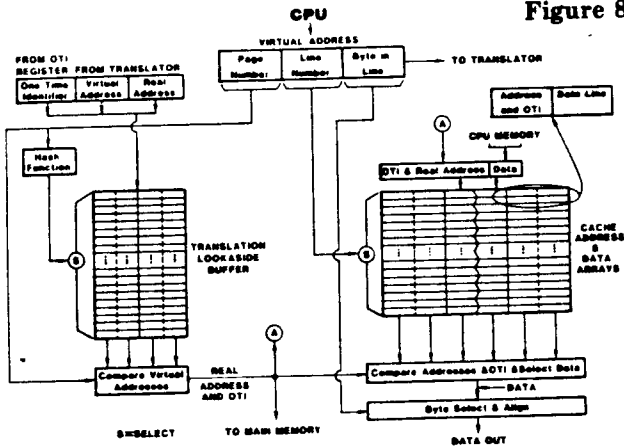 Figure 8
CPU
VIRTUAL ADDRESS
Page Number
Line Number
Byte in Line
TO TRANSLATOR
FROM OTI REGISTER
FROM TRANSLATOR
One Time Identifier
Virtual Address
Real Address
Address and OTI
Data Line
A
CPU MEMORY
Hash Function
OTI & Real Address
Data
S
TRANSLATION LOOKASIDE BUFFER
S
CACHE ADDRESS & DATA ARRAYS
A
Compare Virtual Addresses
REAL ADDRESS AND OTI
Compare Addresses &OTI &Select Data
DATA
Byte Select & Align
S=SELECT
TO MAIN MEMORY
DATA OUT